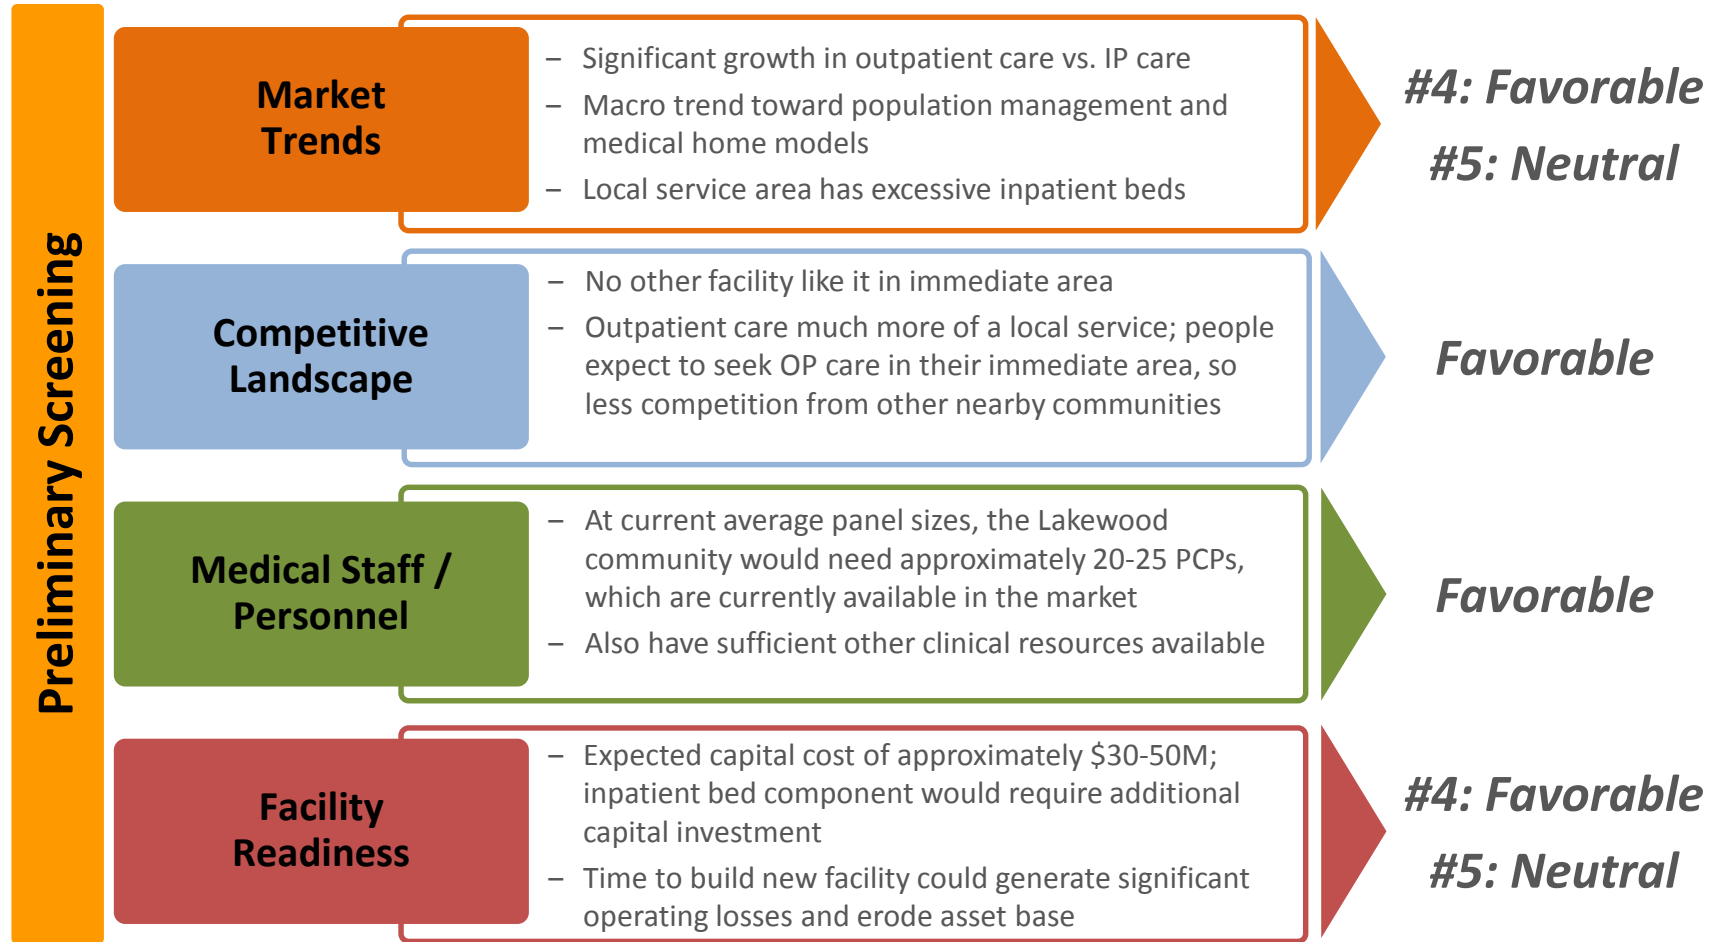 Preliminary Screening
Market
Trends
– Significant growth in outpatient care vs. IP care
– Macro trend toward population management and
medical home models
– Local service area has excessive inpatient beds
#4: Favorable
#5: Neutral
Competitive
Landscape
– No other facility like it in immediate area
– Outpatient care much more of a local service; people
expect to seek OP care in their immediate area, so
less competition from other nearby communities
Favorable
Medical Staff /
Personnel
– At current average panel sizes, the Lakewood
community would need approximately 20-25 PCPs,
which are currently available in the market
– Also have sufficient other clinical resources available
Favorable
Facility
Readiness
– Expected capital cost of approximately $30-50M;
inpatient bed component would require additional
capital investment
– Time to build new facility could generate significant
operating losses and erode asset base
#4: Favorable
#5: Neutral